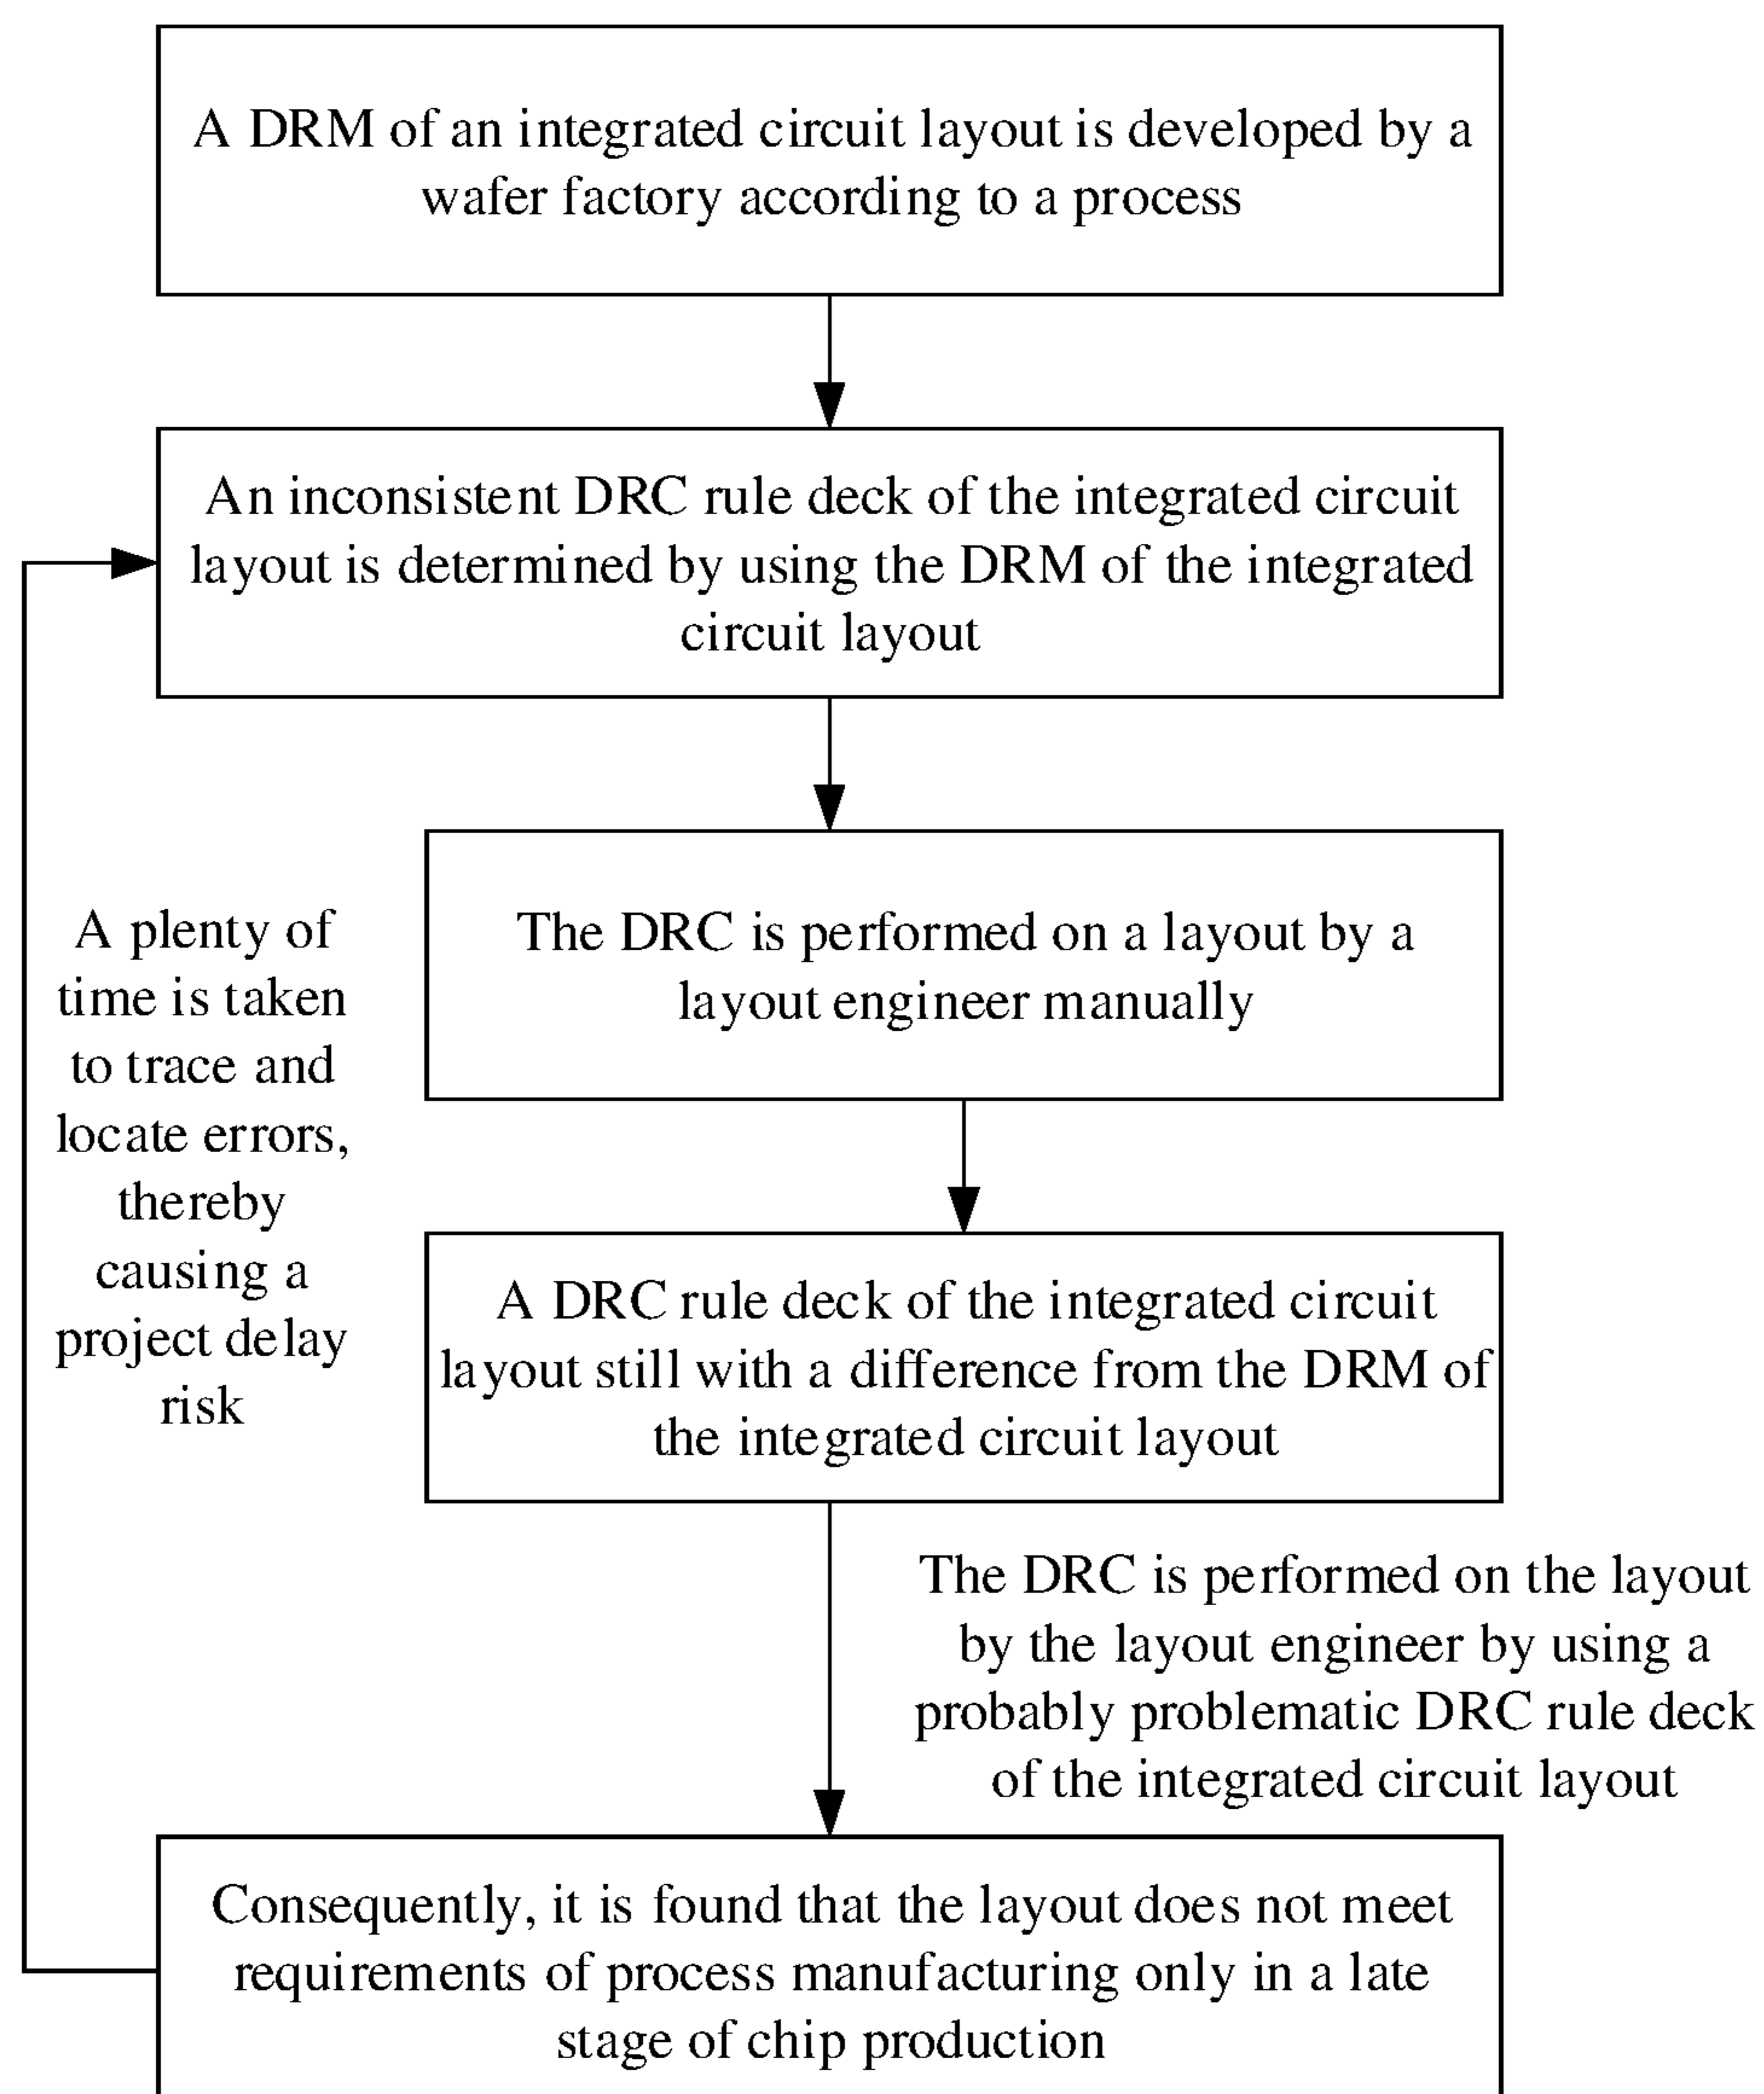 A DRM of an integrated circuit layout is developed by a
wafer factory according to a process
An inconsistent DRC rule deck of the integrated circuit
layout is determined by using the DRM of the integrated
circuit layout
The DRC is performed on a layout by a
layout engineer manually
A plenty of
time is taken
to trace and
locate errors,
thereby
causing a
project delay
risk
A DRC rule deck of the integrated circuit
layout still with a difference from the DRM of
the integrated circuit layout
The DRC is performed on the layout
by the layout engineer by using a
probably problematic DRC rule deck
of the integrated circuit layout
Consequently, it is found that the layout does not meet
requirements of process manufacturing only in a late
stage of chip production